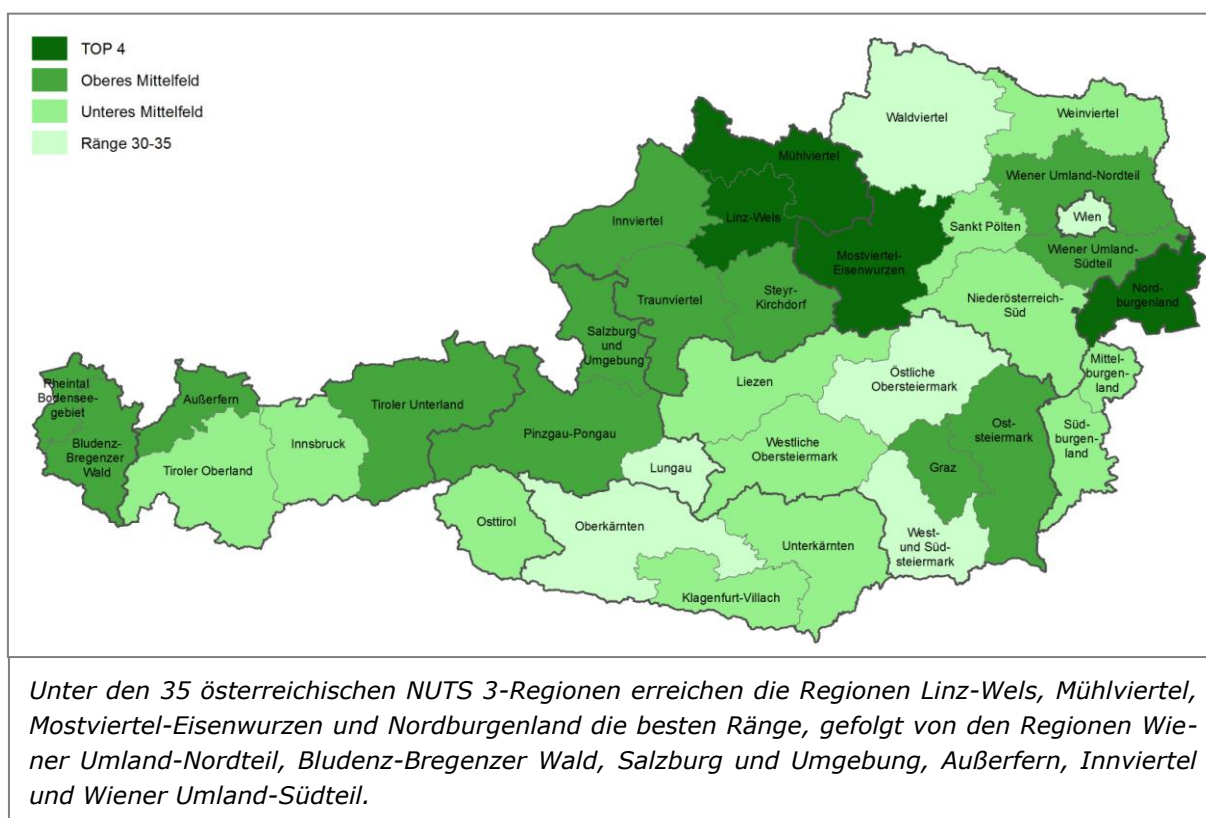 TOP 4
Oberes Mittelfeld
Unteres Mittelfeld
Ränge 30-35
Waldviertel
Weinviertel
Mühlviertel
Wiener Umland-Nordteil
Innviertel
Linz-Wels
Wien
Sankt Pölten
Mostviertel-
Eisenwurzen
Wiener Umland-
Südteil
Nord-
burgenland
Traunviertel
Steyr-
Kirchdorf
Niederösterreich-
Süd
Salzburg
und
Umgebung
Mittel-
burgen-
land
Östliche
Obersteiermark
Liezen
Rheintal
Bodensee-
gebiet
Außerfern
Tiroler Unterland
Bludenz-
Bregenzer
Wald
Innsbruck
Pinzgau-Pongau
Tiroler Oberland
Westliche
Obersteiermark
Ost-
steiermark
Süd-
burgen-
land
Lungau
Graz
Osttirol
Oberkärnten
Unterkärnten
West-
und Süd-
steiermark
Klagenfurt-Villach
Unter den 35 österreichischen NUTS 3-Regionen erreichen die Regionen Linz-Wels, Mühlviertel,
Mostviertel-Eisenwurzen und Nordburgenland die besten Ränge, gefolgt von den Regionen Wie-
ner Umland-Nordteil, Bludenz-Bregenzer Wald, Salzburg und Umgebung, Außerfern, Innviertel
und Wiener Umland-Südteil.